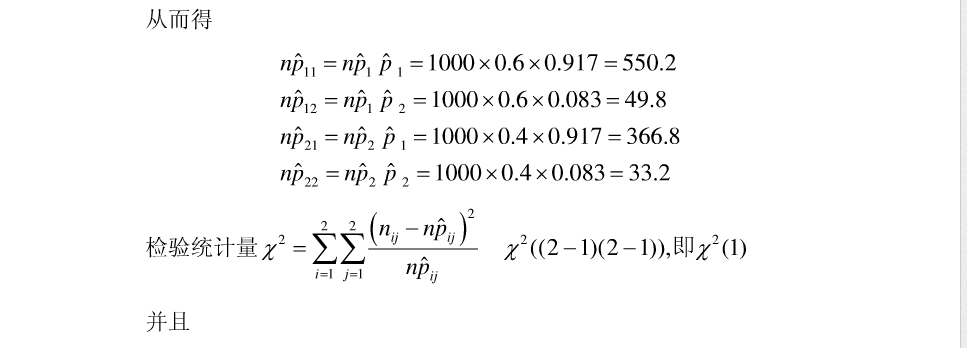 从而得
np̂₁₁ = np̂₁ p̂ ₁ = 1000×0.6×0.917 = 550.2
np̂₁₂ = np̂₁ p̂ ₂ = 1000×0.6×0.083 = 49.8
np̂₂₁ = np̂₂ p̂ ₁ = 1000×0.4×0.917 = 366.8
np̂₂₂ = np̂₂ p̂ ₂ = 1000×0.4×0.083 = 33.2
检验统计量 χ² = ∑_{i=1}^{2} ∑_{j=1}^{2} (n_{ij} − np̂_{ij})² / np̂_{ij} χ²((2−1)(2−1)),即χ²(1)
并且